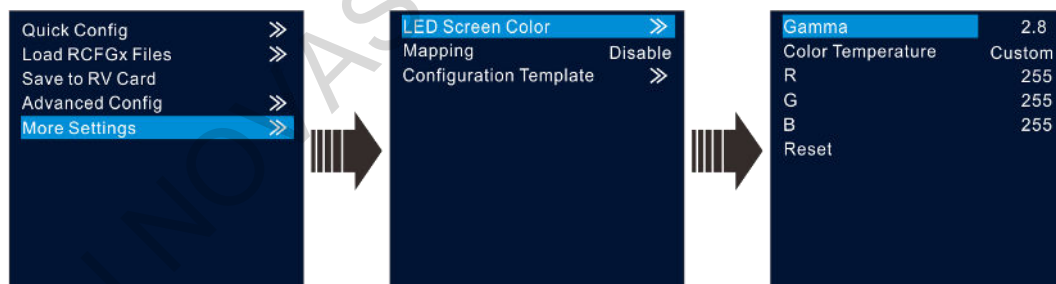 Quick Config »
Load RCFGx Files »
Save to RV Card
Advanced Config »
More Settings »
LED Screen Color »
Mapping Disable
Configuration Template »
Gamma 2.8
Color Temperature Custom
R 255
G 255
B 255
Reset